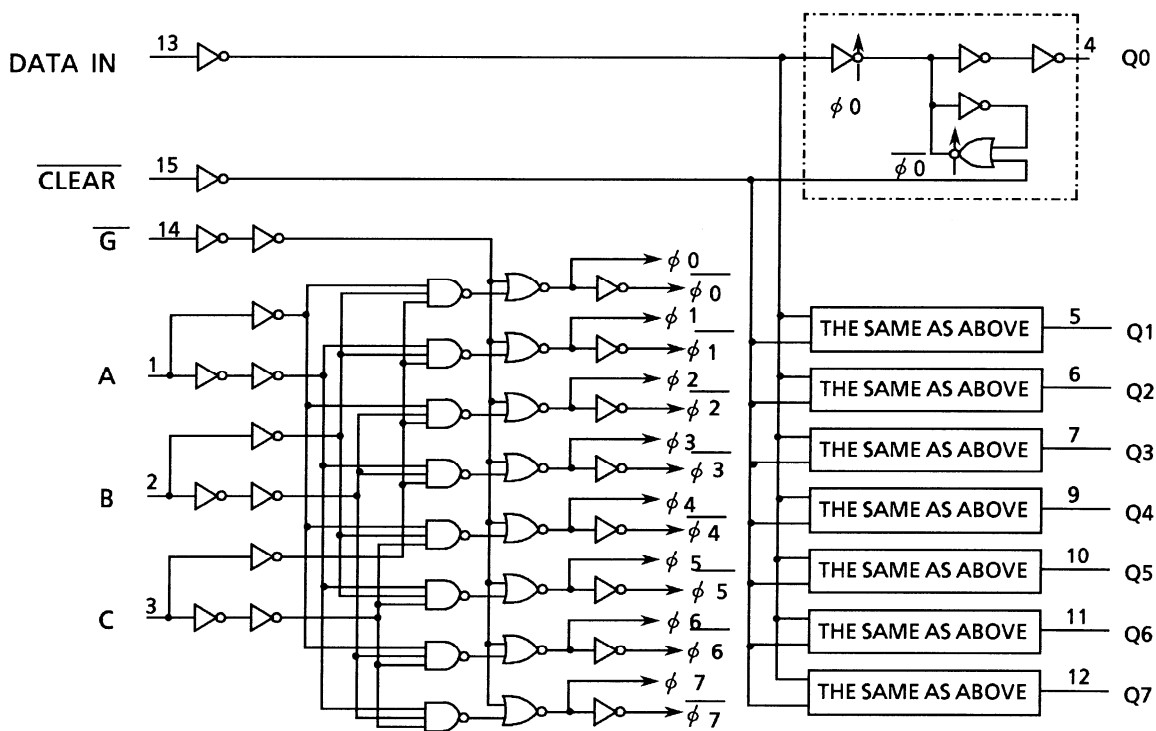 DATA IN 13 4 Q0
ϕ 0
C̅L̅E̅A̅R̅ 15 ϕ̅ ̅0̅
G̅ 14
ϕ 0
ϕ̅ ̅0̅
ϕ 1
ϕ̅ ̅1̅
A 1
ϕ 2
ϕ̅ ̅2̅
ϕ 3
ϕ̅ ̅3̅
B 2
ϕ 4
ϕ̅ ̅4̅
ϕ 5
ϕ̅ ̅5̅
C 3
ϕ 6
ϕ̅ ̅6̅
ϕ 7
ϕ̅ ̅7̅
THE SAME AS ABOVE 5 Q1
THE SAME AS ABOVE 6 Q2
THE SAME AS ABOVE 7 Q3
THE SAME AS ABOVE 9 Q4
THE SAME AS ABOVE 10 Q5
THE SAME AS ABOVE 11 Q6
THE SAME AS ABOVE 12 Q7